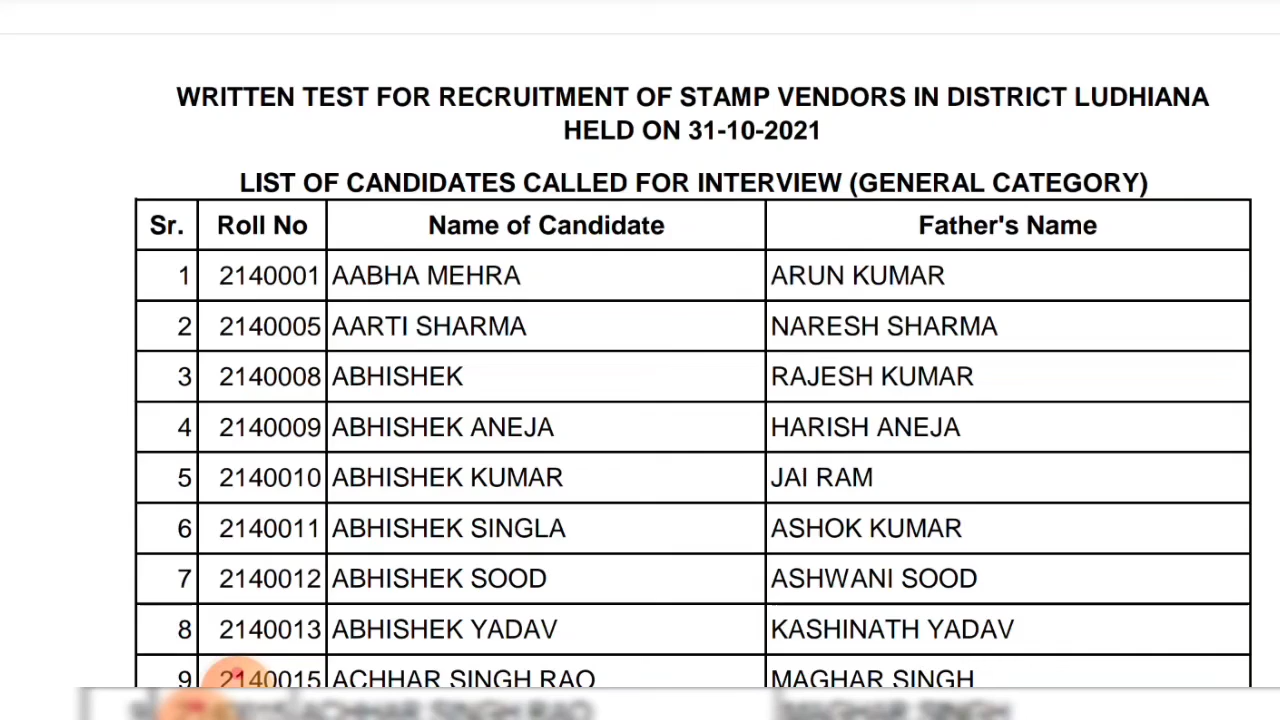 WRITTEN TEST FOR RECRUITMENT OF STAMP VENDORS IN DISTRICT LUDHIANA
HELD ON 31-10-2021
LIST OF CANDIDATES CALLED FOR INTERVIEW (GENERAL CATEGORY)
Sr. Roll No Name of Candidate Father's Name
1 2140001 AABHA MEHRA ARUN KUMAR
2 2140005 AARTI SHARMA NARESH SHARMA
3 2140008 ABHISHEK RAJESH KUMAR
4 2140009 ABHISHEK ANEJA HARISH ANEJA
5 2140010 ABHISHEK KUMAR JAI RAM
6 2140011 ABHISHEK SINGLA ASHOK KUMAR
7 2140012 ABHISHEK SOOD ASHWANI SOOD
8 2140013 ABHISHEK YADAV KASHINATH YADAV
9 2140015 ACHHAR SINGH RAO MAGHAR SINGH